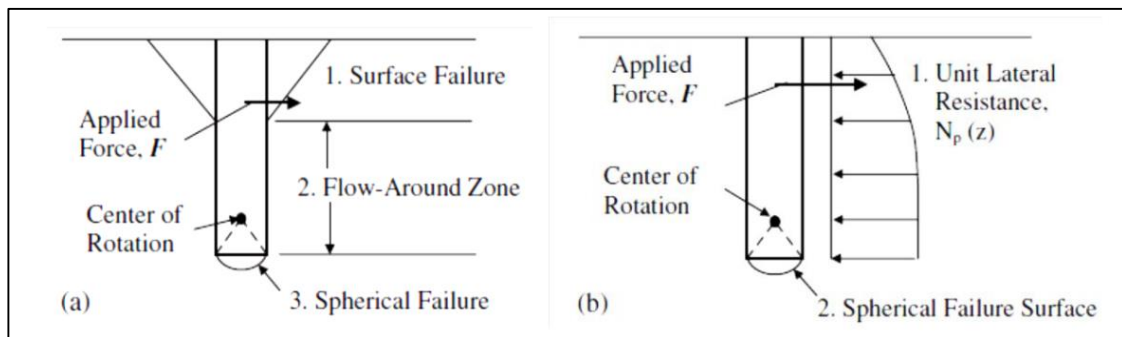 1. Surface Failure
Applied
Force, F
2. Flow-Around Zone
Center of
Rotation
3. Spherical Failure
(a)
(b)
Applied
Force, F
1. Unit Lateral
Resistance,
Np (z)
Center of
Rotation
2. Spherical Failure Surface